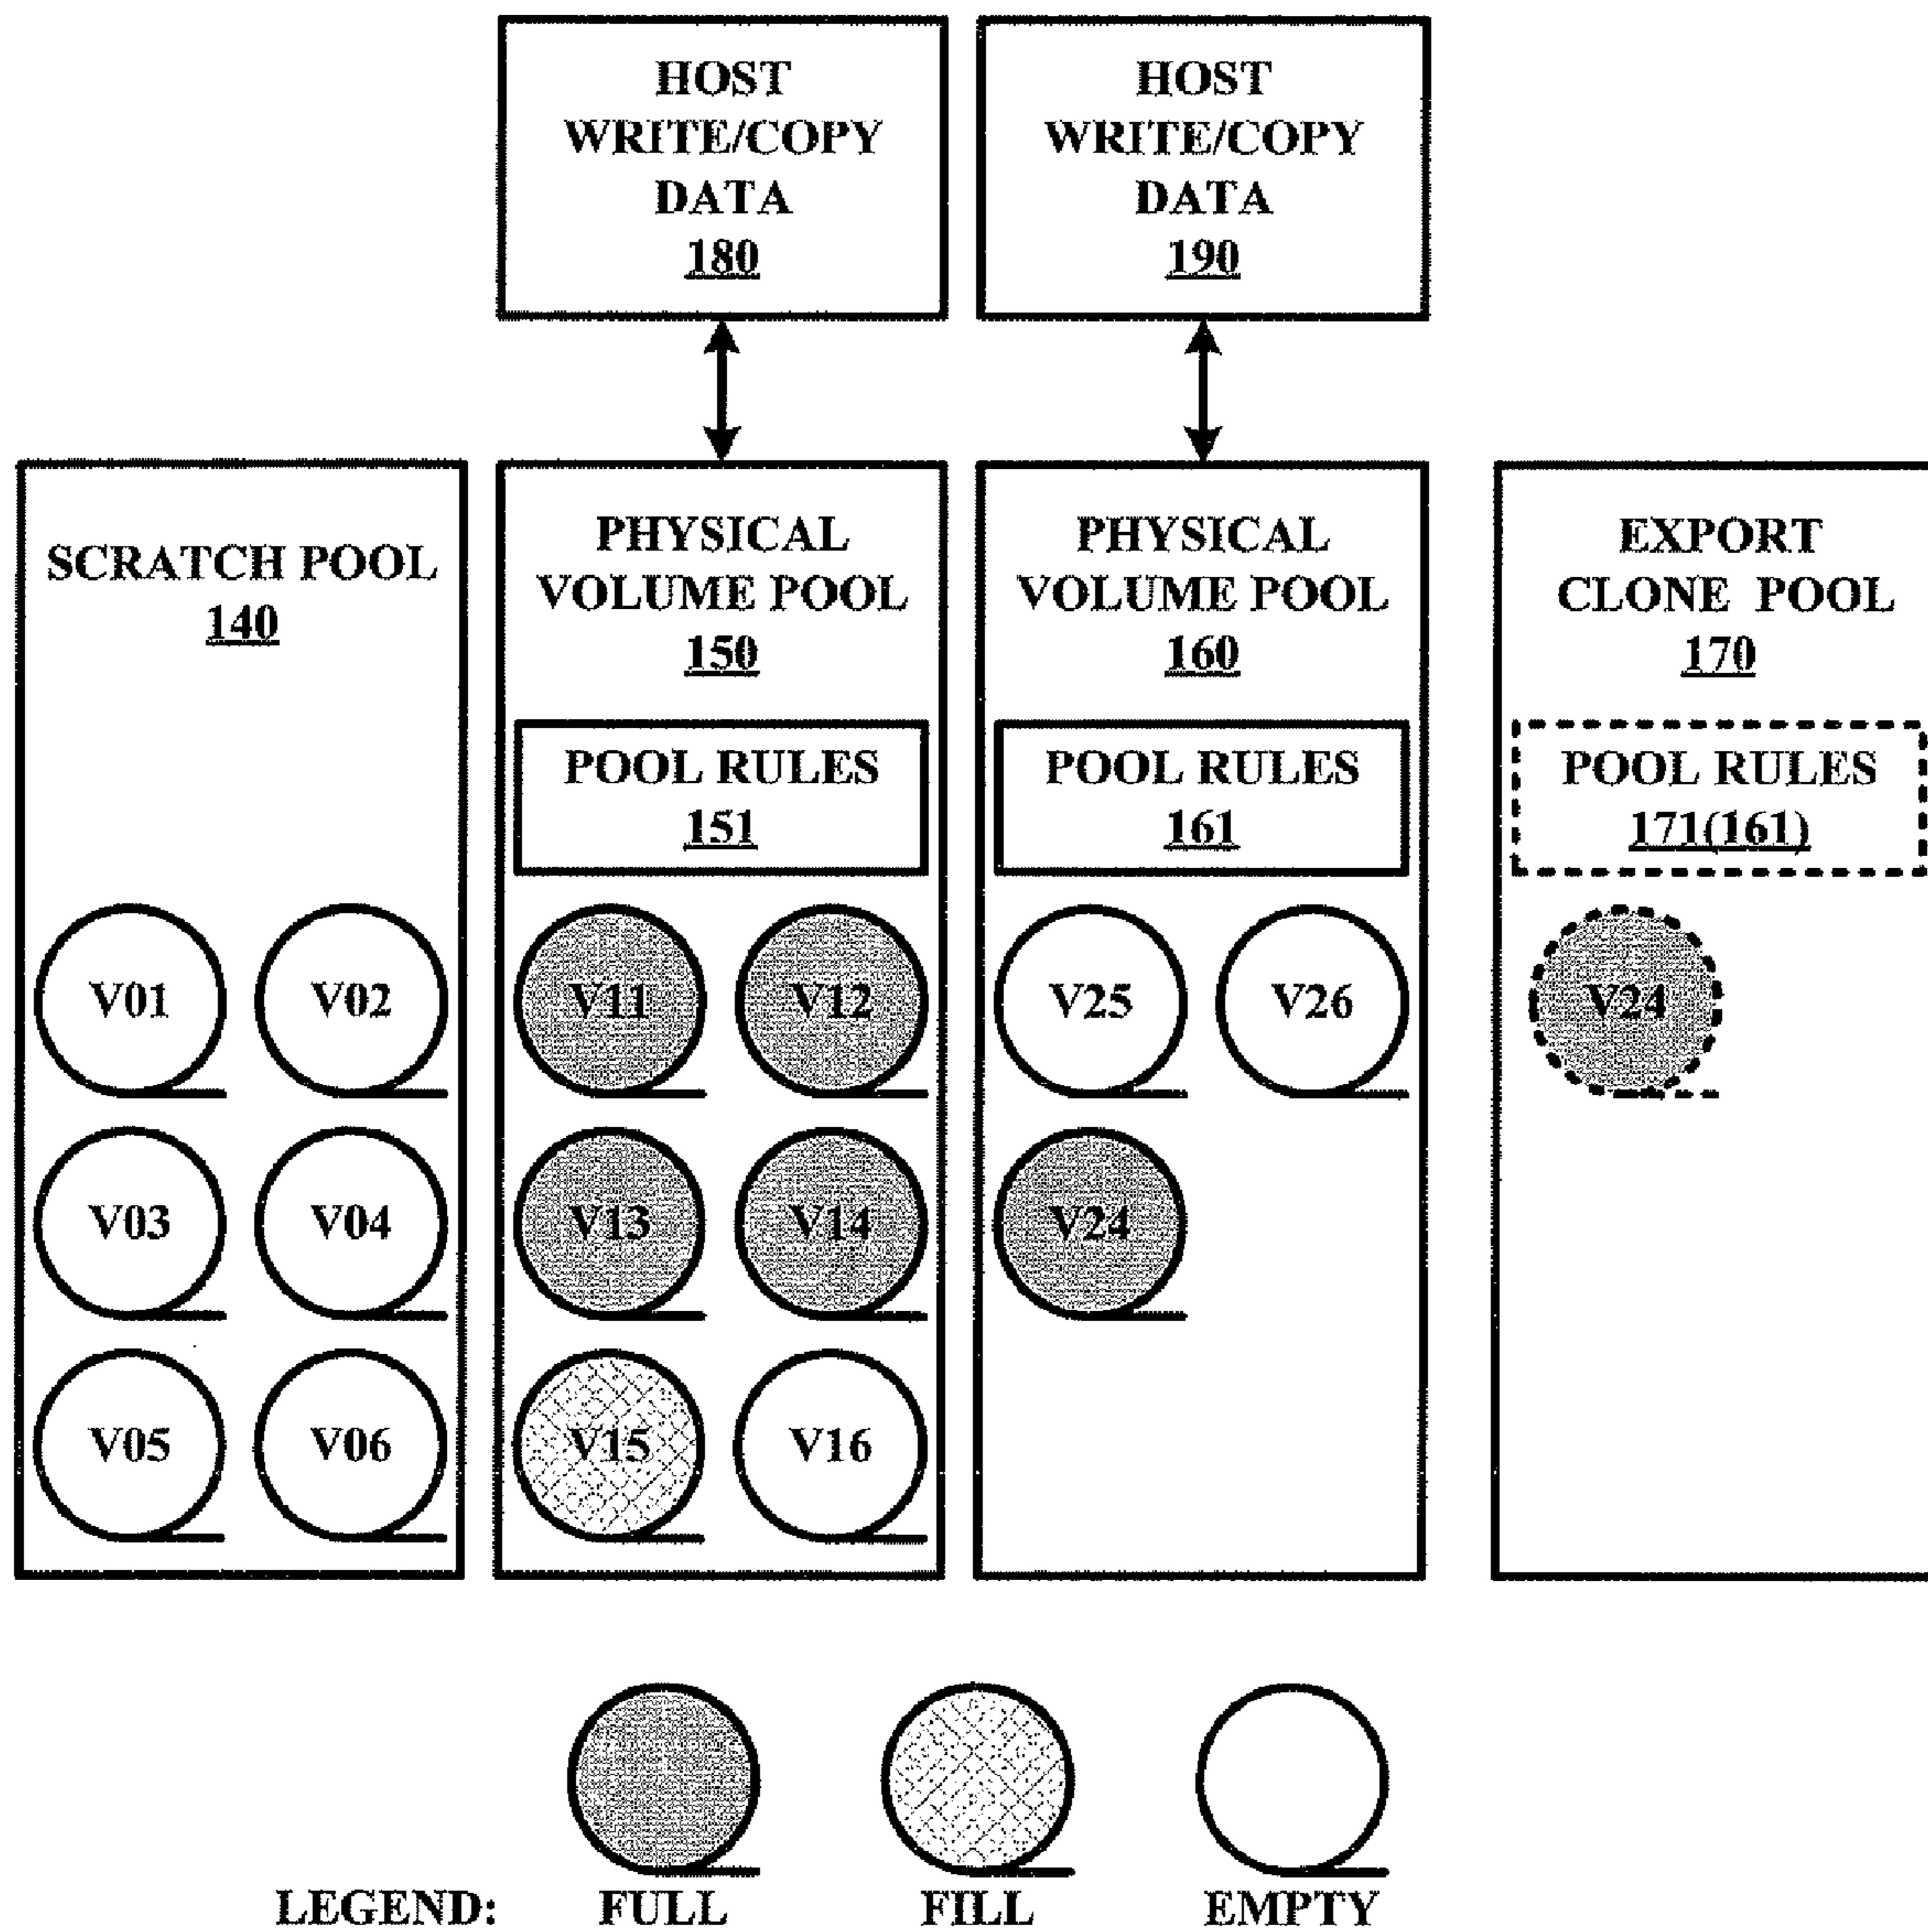 HOST
WRITE/COPY
DATA
180
HOST
WRITE/COPY
DATA
190
SCRATCH POOL
140
V01
V02
V03
V04
V05
V06
PHYSICAL
VOLUME POOL
150
POOL RULES
151
V11
V12
V13
V14
V15
V16
PHYSICAL
VOLUME POOL
160
POOL RULES
161
V25
V26
V24
EXPORT
CLONE POOL
170
POOL RULES
171(161)
V24
LEGEND:
FULL
FILL
EMPTY